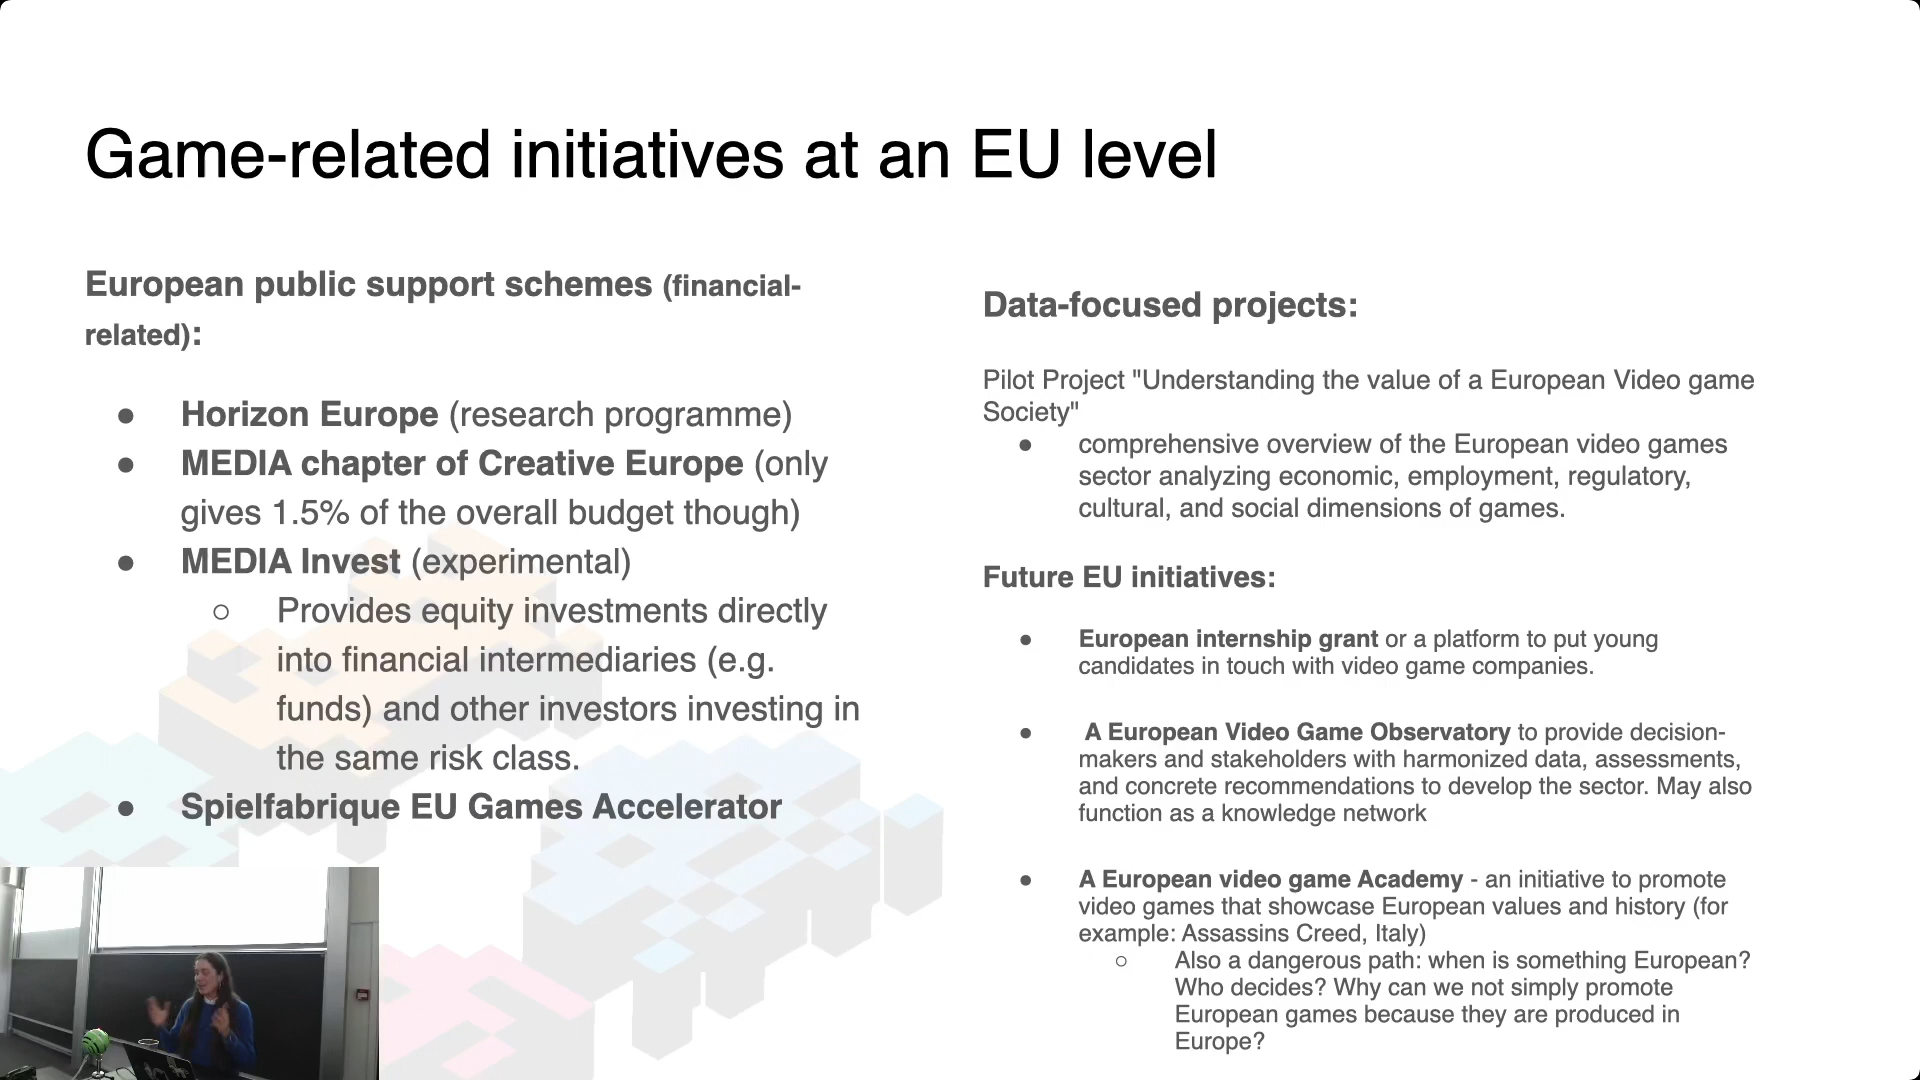 Game-related initiatives at an EU level
European public support schemes (financial-
related):
● Horizon Europe (research programme)
● MEDIA chapter of Creative Europe (only
gives 1.5% of the overall budget though)
● MEDIA Invest (experimental)
○ Provides equity investments directly
into financial intermediaries (e.g.
funds) and other investors investing in
the same risk class.
● Spielfabrique EU Games Accelerator
Data-focused projects:
Pilot Project "Understanding the value of a European Video game
Society"
● comprehensive overview of the European video games
sector analyzing economic, employment, regulatory,
cultural, and social dimensions of games.
Future EU initiatives:
● European internship grant or a platform to put young
candidates in touch with video game companies.
● A European Video Game Observatory to provide decision-
makers and stakeholders with harmonized data, assessments,
and concrete recommendations to develop the sector. May also
function as a knowledge network
● A European video game Academy - an initiative to promote
video games that showcase European values and history (for
example: Assassins Creed, Italy)
○ Also a dangerous path: when is something European?
Who decides? Why can we not simply promote
European games because they are produced in
Europe?